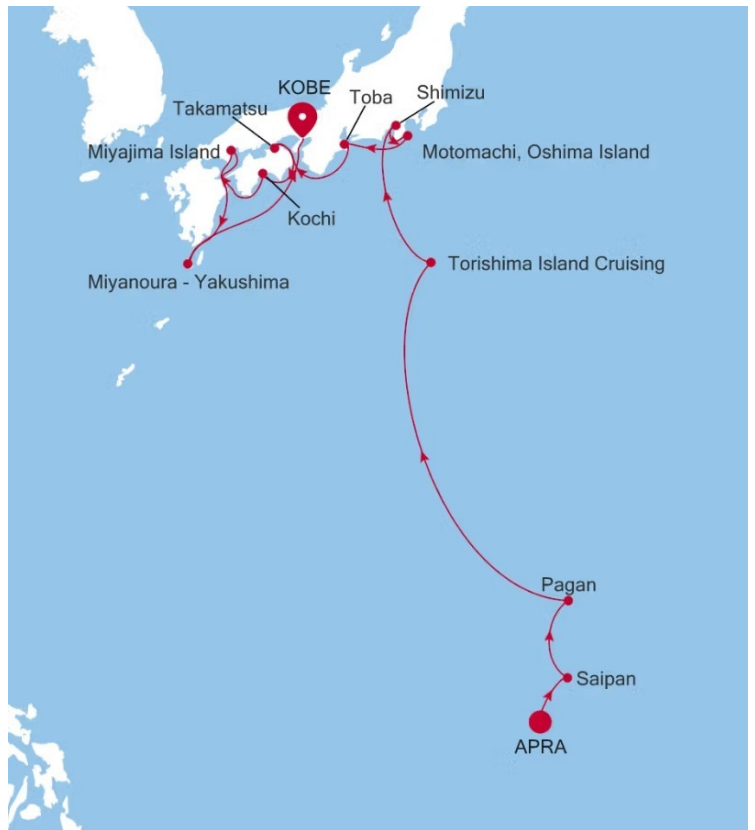 KOBE
Takamatsu
Toba
Shimizu
Miyajima Island
Motomachi, Oshima Island
Kochi
Miyanoura - Yakushima
Torishima Island Cruising
Pagan
Saipan
APRA